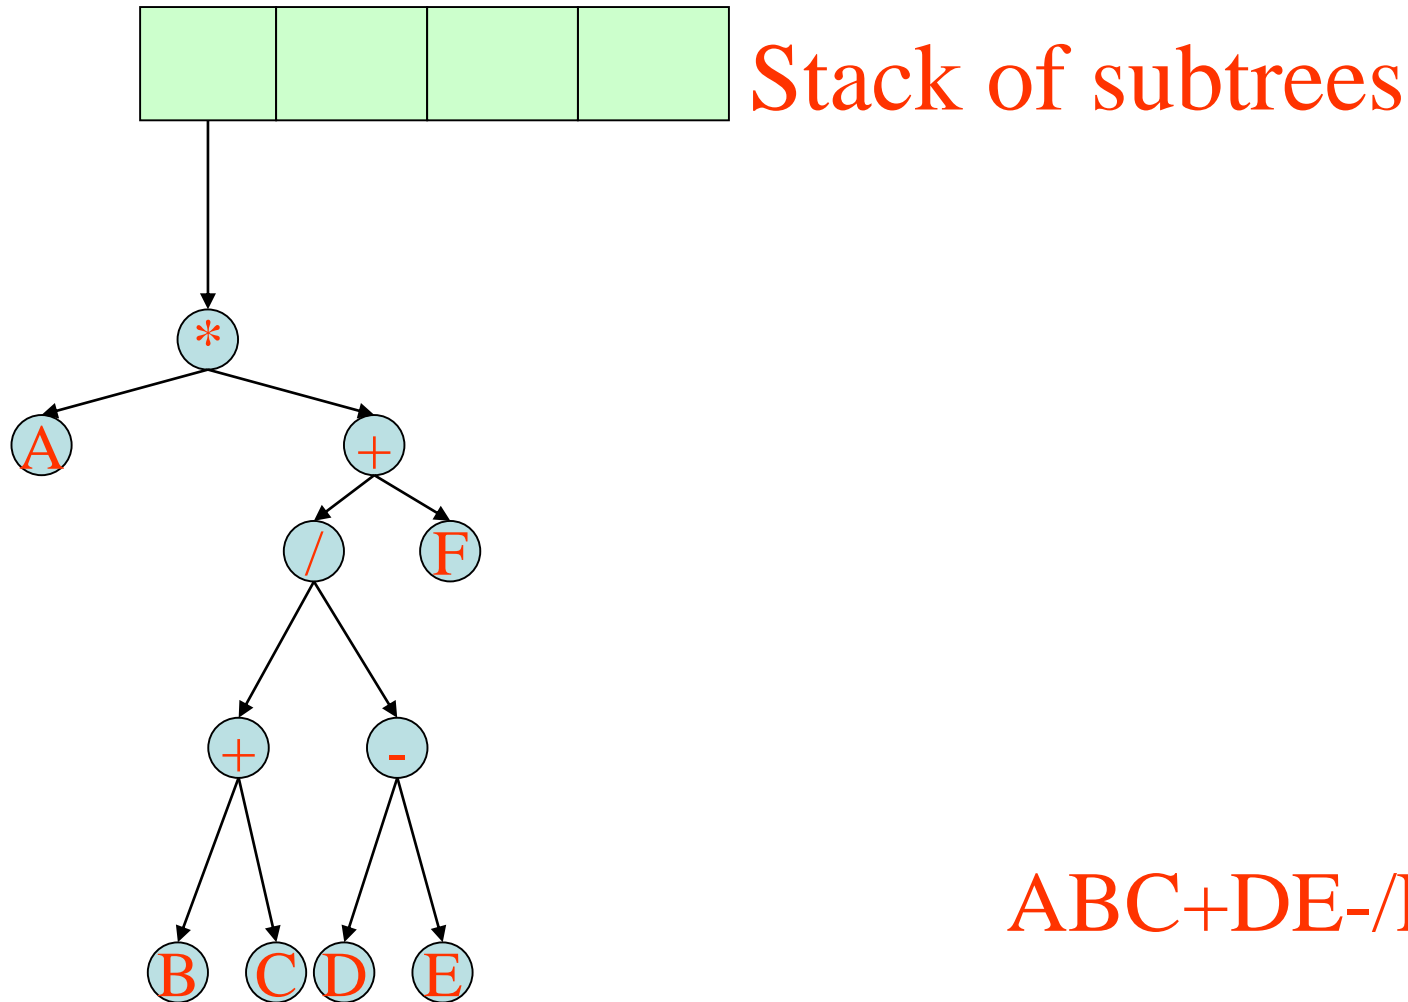 Stack of subtrees
*
A +
/ F
+ -
B C D E
ABC+DE-/